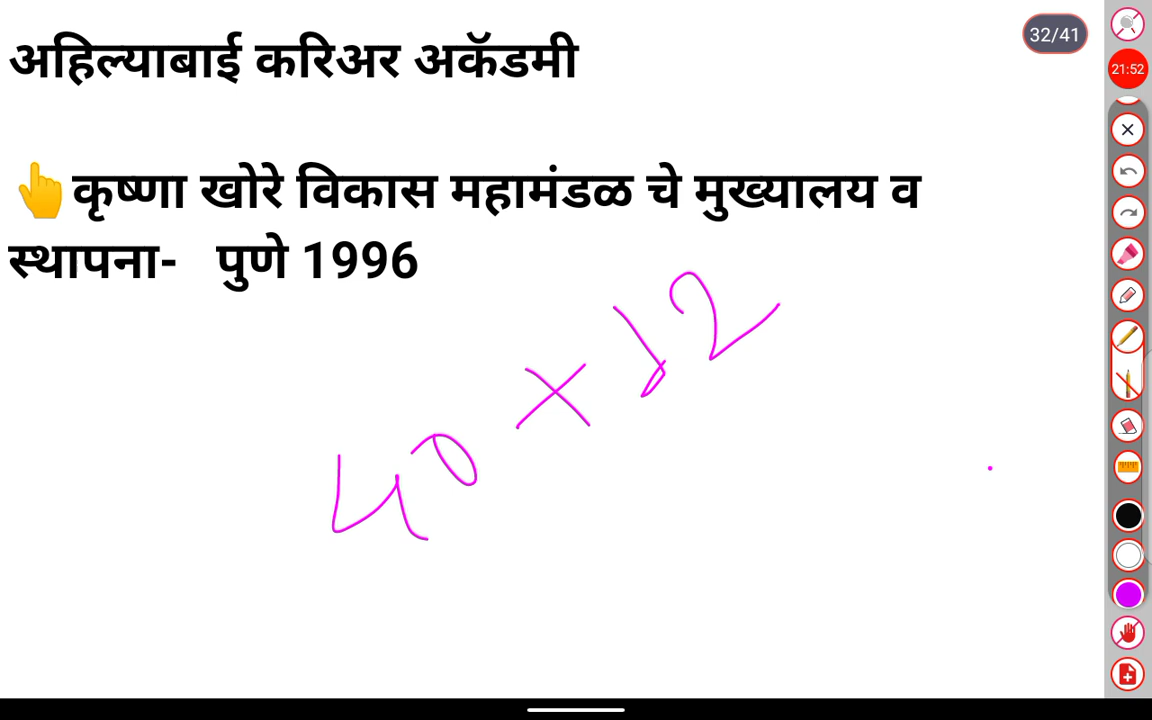 अहिल्याबाई करिअर अकॅडमी
32/41
21:52
👆कृष्णा खोरे विकास महामंडळ चे मुख्यालय व
स्थापना- पुणे 1996
40 × 12